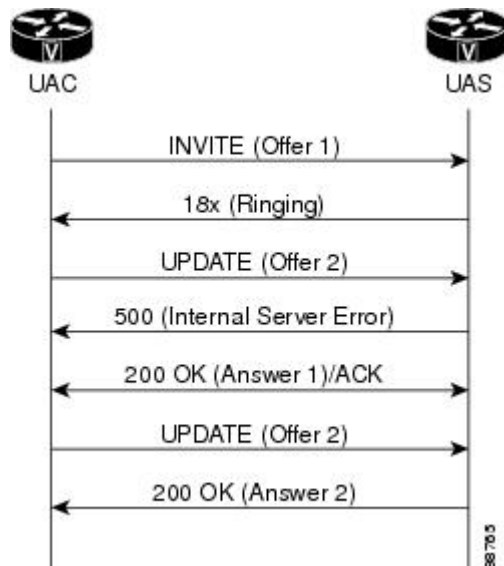 V V
UAC UAS
INVITE (Offer 1)
18x (Ringing)
UPDATE (Offer 2)
500 (Internal Server Error)
200 OK (Answer 1)/ACK
UPDATE (Offer 2)
200 OK (Answer 2)